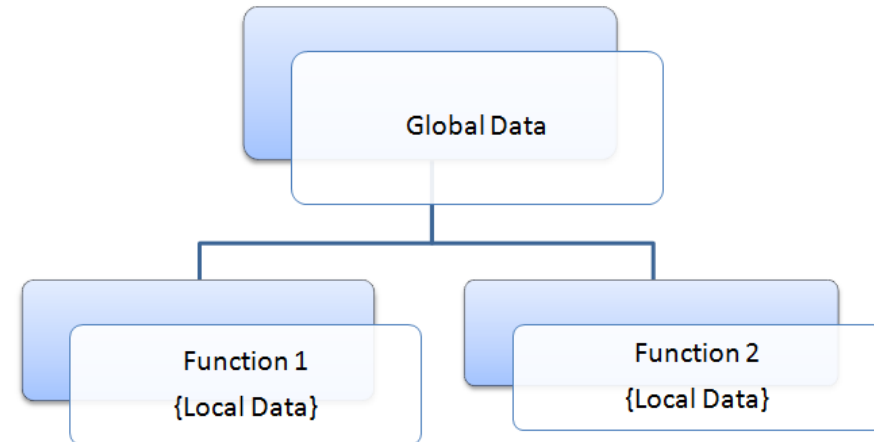 Global Data
Function 1
{Local Data}
Function 2
{Local Data}